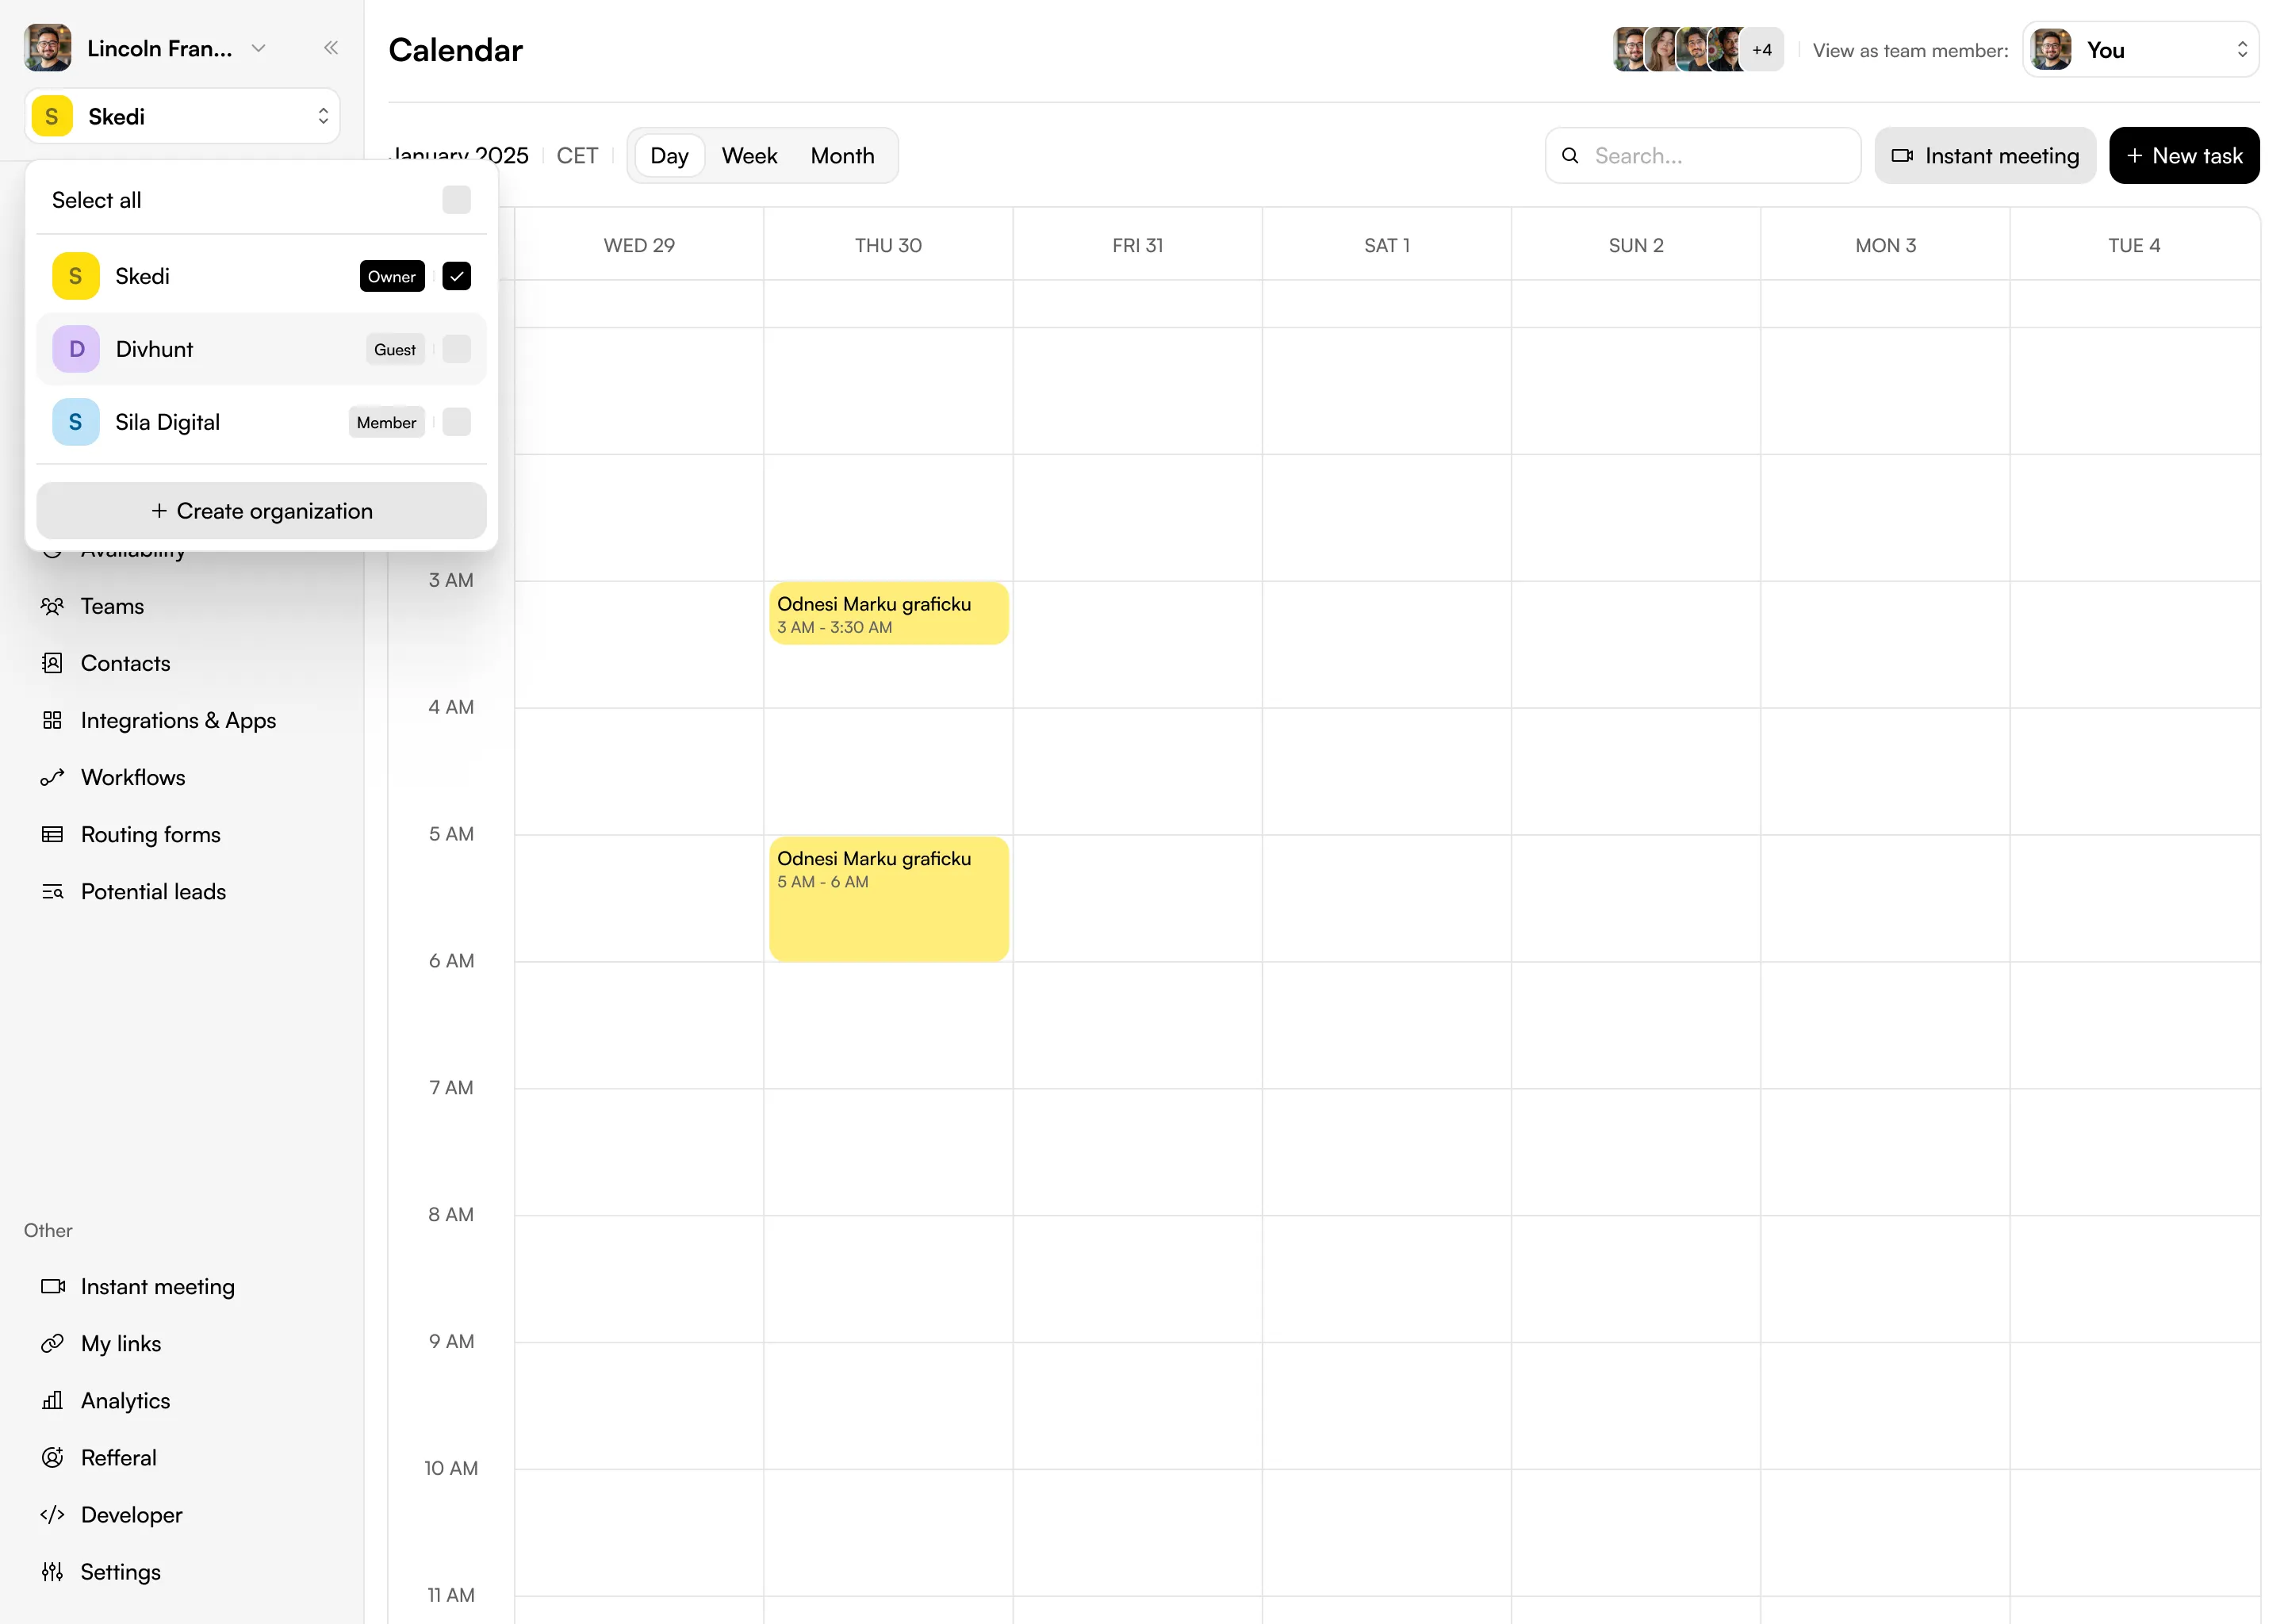 Lincoln Fran...
S Skedi
Select all
S Skedi Owner
D Divhunt Guest
S Sila Digital Member
+ Create organization
Availability
Teams
Contacts
Integrations & Apps
Workflows
Routing forms
Potential leads
Other
Instant meeting
My links
Analytics
Refferal
Developer
Settings
Calendar
+4
View as team member:
You
January 2025
CET
Day Week Month
Search...
Instant meeting
+ New task
WED 29 THU 30 FRI 31 SAT 1 SUN 2 MON 3 TUE 4
3 AM
Odnesi Marku graficku
3 AM - 3:30 AM
4 AM
5 AM
Odnesi Marku graficku
5 AM - 6 AM
6 AM
7 AM
8 AM
9 AM
10 AM
11 AM